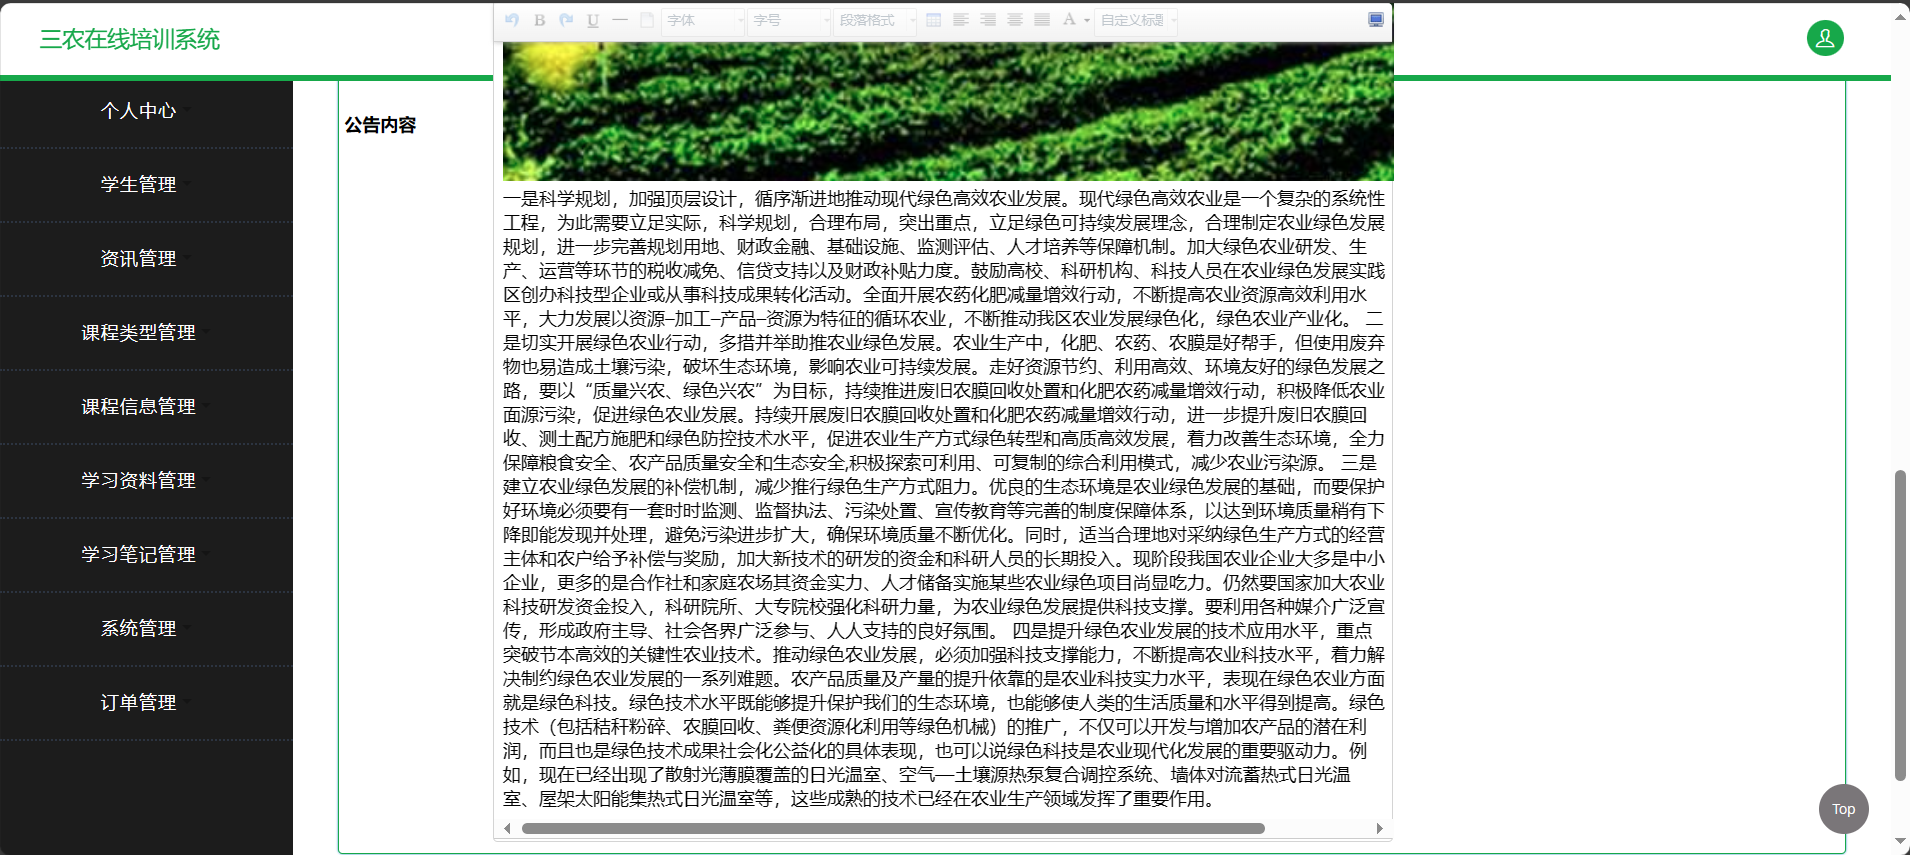 三农在线培训系统
B U 字体 字号 段落格式 A 自定义标题
个人中心
学生管理
资讯管理
课程类型管理
课程信息管理
学习资料管理
学习笔记管理
系统管理
订单管理
公告内容
一是科学规划，加强顶层设计，循序渐进地推动现代绿色高效农业发展。现代绿色高效农业是一个复杂的系统性
工程，为此需要立足实际，科学规划，合理布局，突出重点，立足绿色可持续发展理念，合理制定农业绿色发展
规划，进一步完善规划用地、财政金融、基础设施、监测评估、人才培养等保障机制。加大绿色农业研发、生
产、运营等环节的税收减免、信贷支持以及财政补贴力度。鼓励高校、科研机构、科技人员在农业绿色发展实践
区创办科技型企业或从事科技成果转化活动。全面开展农药化肥减量增效行动，不断提高农业资源高效利用水
平，大力发展以资源–加工–产品–资源为特征的循环农业，不断推动我区农业发展绿色化，绿色农业产业化。 二
是切实开展绿色农业行动，多措并举助推农业绿色发展。农业生产中，化肥、农药、农膜是好帮手，但使用废弃
物也易造成土壤污染，破坏生态环境，影响农业可持续发展。走好资源节约、利用高效、环境友好的绿色发展之
路，要以“质量兴农、绿色兴农”为目标，持续推进废旧农膜回收处置和化肥农药减量增效行动，积极降低农业
面源污染，促进绿色农业发展。持续开展废旧农膜回收处置和化肥农药减量增效行动，进一步提升废旧农膜回
收、测土配方施肥和绿色防控技术水平，促进农业生产方式绿色转型和高质高效发展，着力改善生态环境，全力
保障粮食安全、农产品质量安全和生态安全,积极探索可利用、可复制的综合利用模式，减少农业污染源。 三是
建立农业绿色发展的补偿机制，减少推行绿色生产方式阻力。优良的生态环境是农业绿色发展的基础，而要保护
好环境必须要有一套时时监测、监督执法、污染处置、宣传教育等完善的制度保障体系，以达到环境质量稍有下
降即能发现并处理，避免污染进步扩大，确保环境质量不断优化。同时，适当合理地对采纳绿色生产方式的经营
主体和农户给予补偿与奖励，加大新技术的研发的资金和科研人员的长期投入。现阶段我国农业企业大多是中小
企业，更多的是合作社和家庭农场其资金实力、人才储备实施某些农业绿色项目尚显吃力。仍然要国家加大农业
科技研发资金投入，科研院所、大专院校强化科研力量，为农业绿色发展提供科技支撑。要利用各种媒介广泛宣
传，形成政府主导、社会各界广泛参与、人人支持的良好氛围。 四是提升绿色农业发展的技术应用水平，重点
突破节本高效的关键性农业技术。推动绿色农业发展，必须加强科技支撑能力，不断提高农业科技水平，着力解
决制约绿色农业发展的一系列难题。农产品质量及产量的提升依靠的是农业科技实力水平，表现在绿色农业方面
就是绿色科技。绿色技术水平既能够提升保护我们的生态环境，也能够使人类的生活质量和水平得到提高。绿色
技术（包括秸秆粉碎、农膜回收、粪便资源化利用等绿色机械）的推广，不仅可以开发与增加农产品的潜在利
润，而且也是绿色技术成果社会化公益化的具体表现，也可以说绿色科技是农业现代化发展的重要驱动力。例
如，现在已经出现了散射光薄膜覆盖的日光温室、空气—土壤源热泵复合调控系统、墙体对流蓄热式日光温
室、屋架太阳能集热式日光温室等，这些成熟的技术已经在农业生产领域发挥了重要作用。
Top